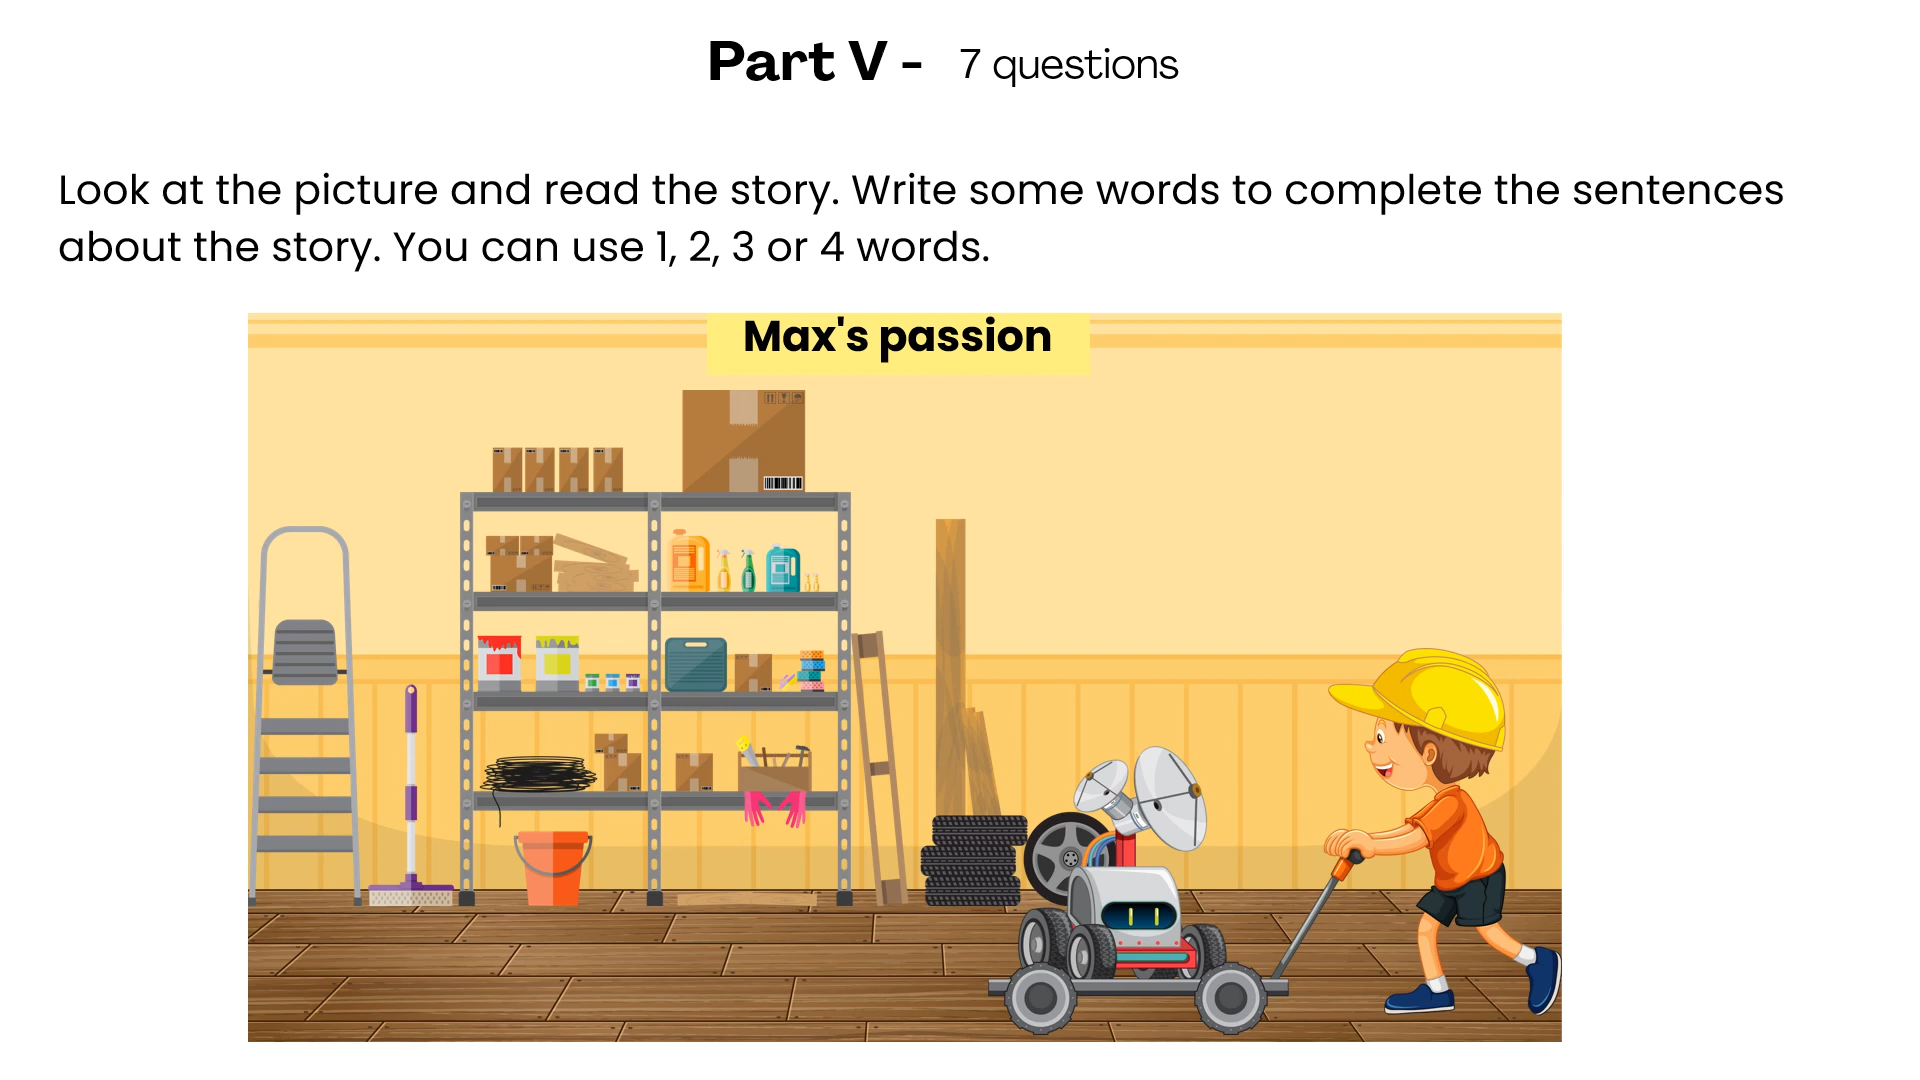 Part V - 7 questions
Look at the picture and read the story. Write some words to complete the sentences
about the story. You can use 1, 2, 3 or 4 words.
Max's passion